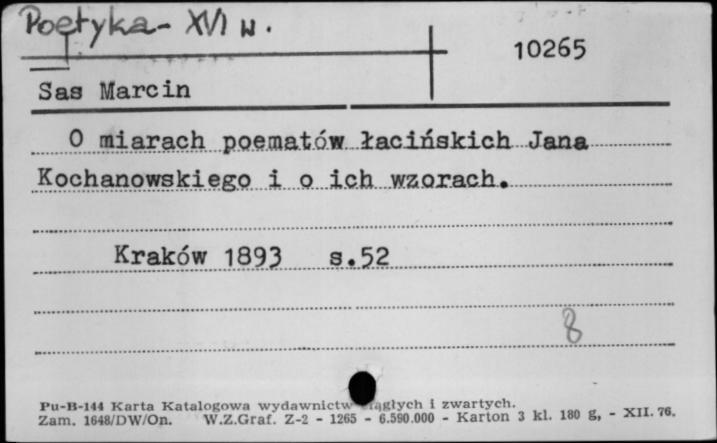 Poetyka - XVI w.
10265
Sas Marcin
O miarach poematów łacińskich Jana
Kochanowskiego i o ich wzorach.
Kraków 1893 s.52
8
Pu-B-144 Karta Katalogowa wydawnictw ciągłych i zwartych.
Zam. 1648/DW/On. W.Z.Graf. Z-2 - 1265 - 6.590.000 - Karton 3 kl. 180 g, - XII. 76.